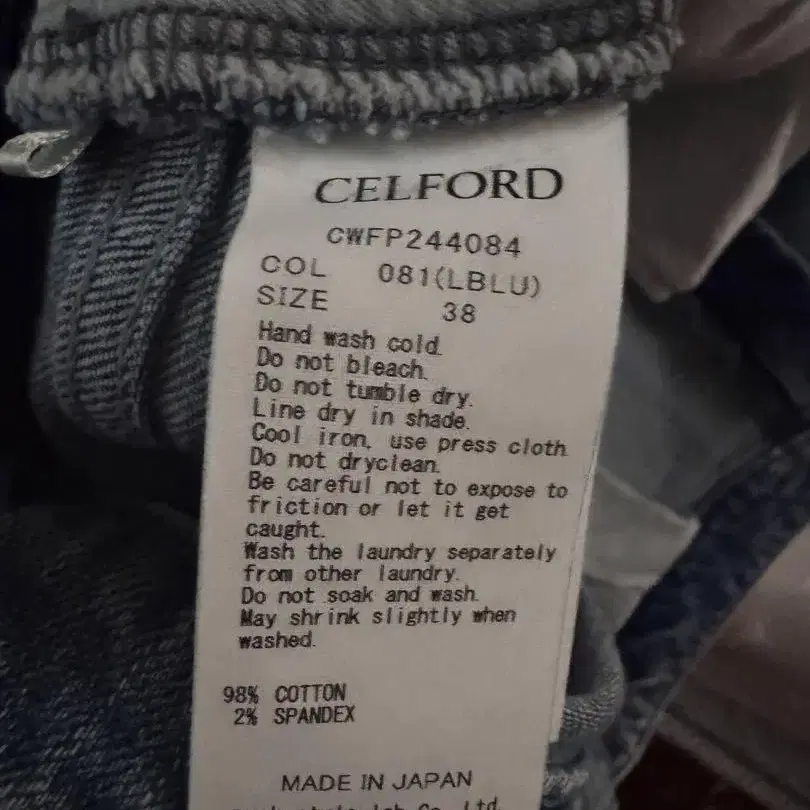 CELFORD
CWFP244084
COL 081(LBLU)
SIZE 38
Hand wash cold.
Do not bleach.
Do not tumble dry.
Line dry in shade.
Cool iron, use press cloth.
Do not dryclean.
Be careful not to expose to
friction or let it get
caught.
Wash the laundry separately
from other laundry.
Do not soak and wash.
May shrink slightly when
washed.
98% COTTON
2% SPANDEX
MADE IN JAPAN
Co., Ltd.